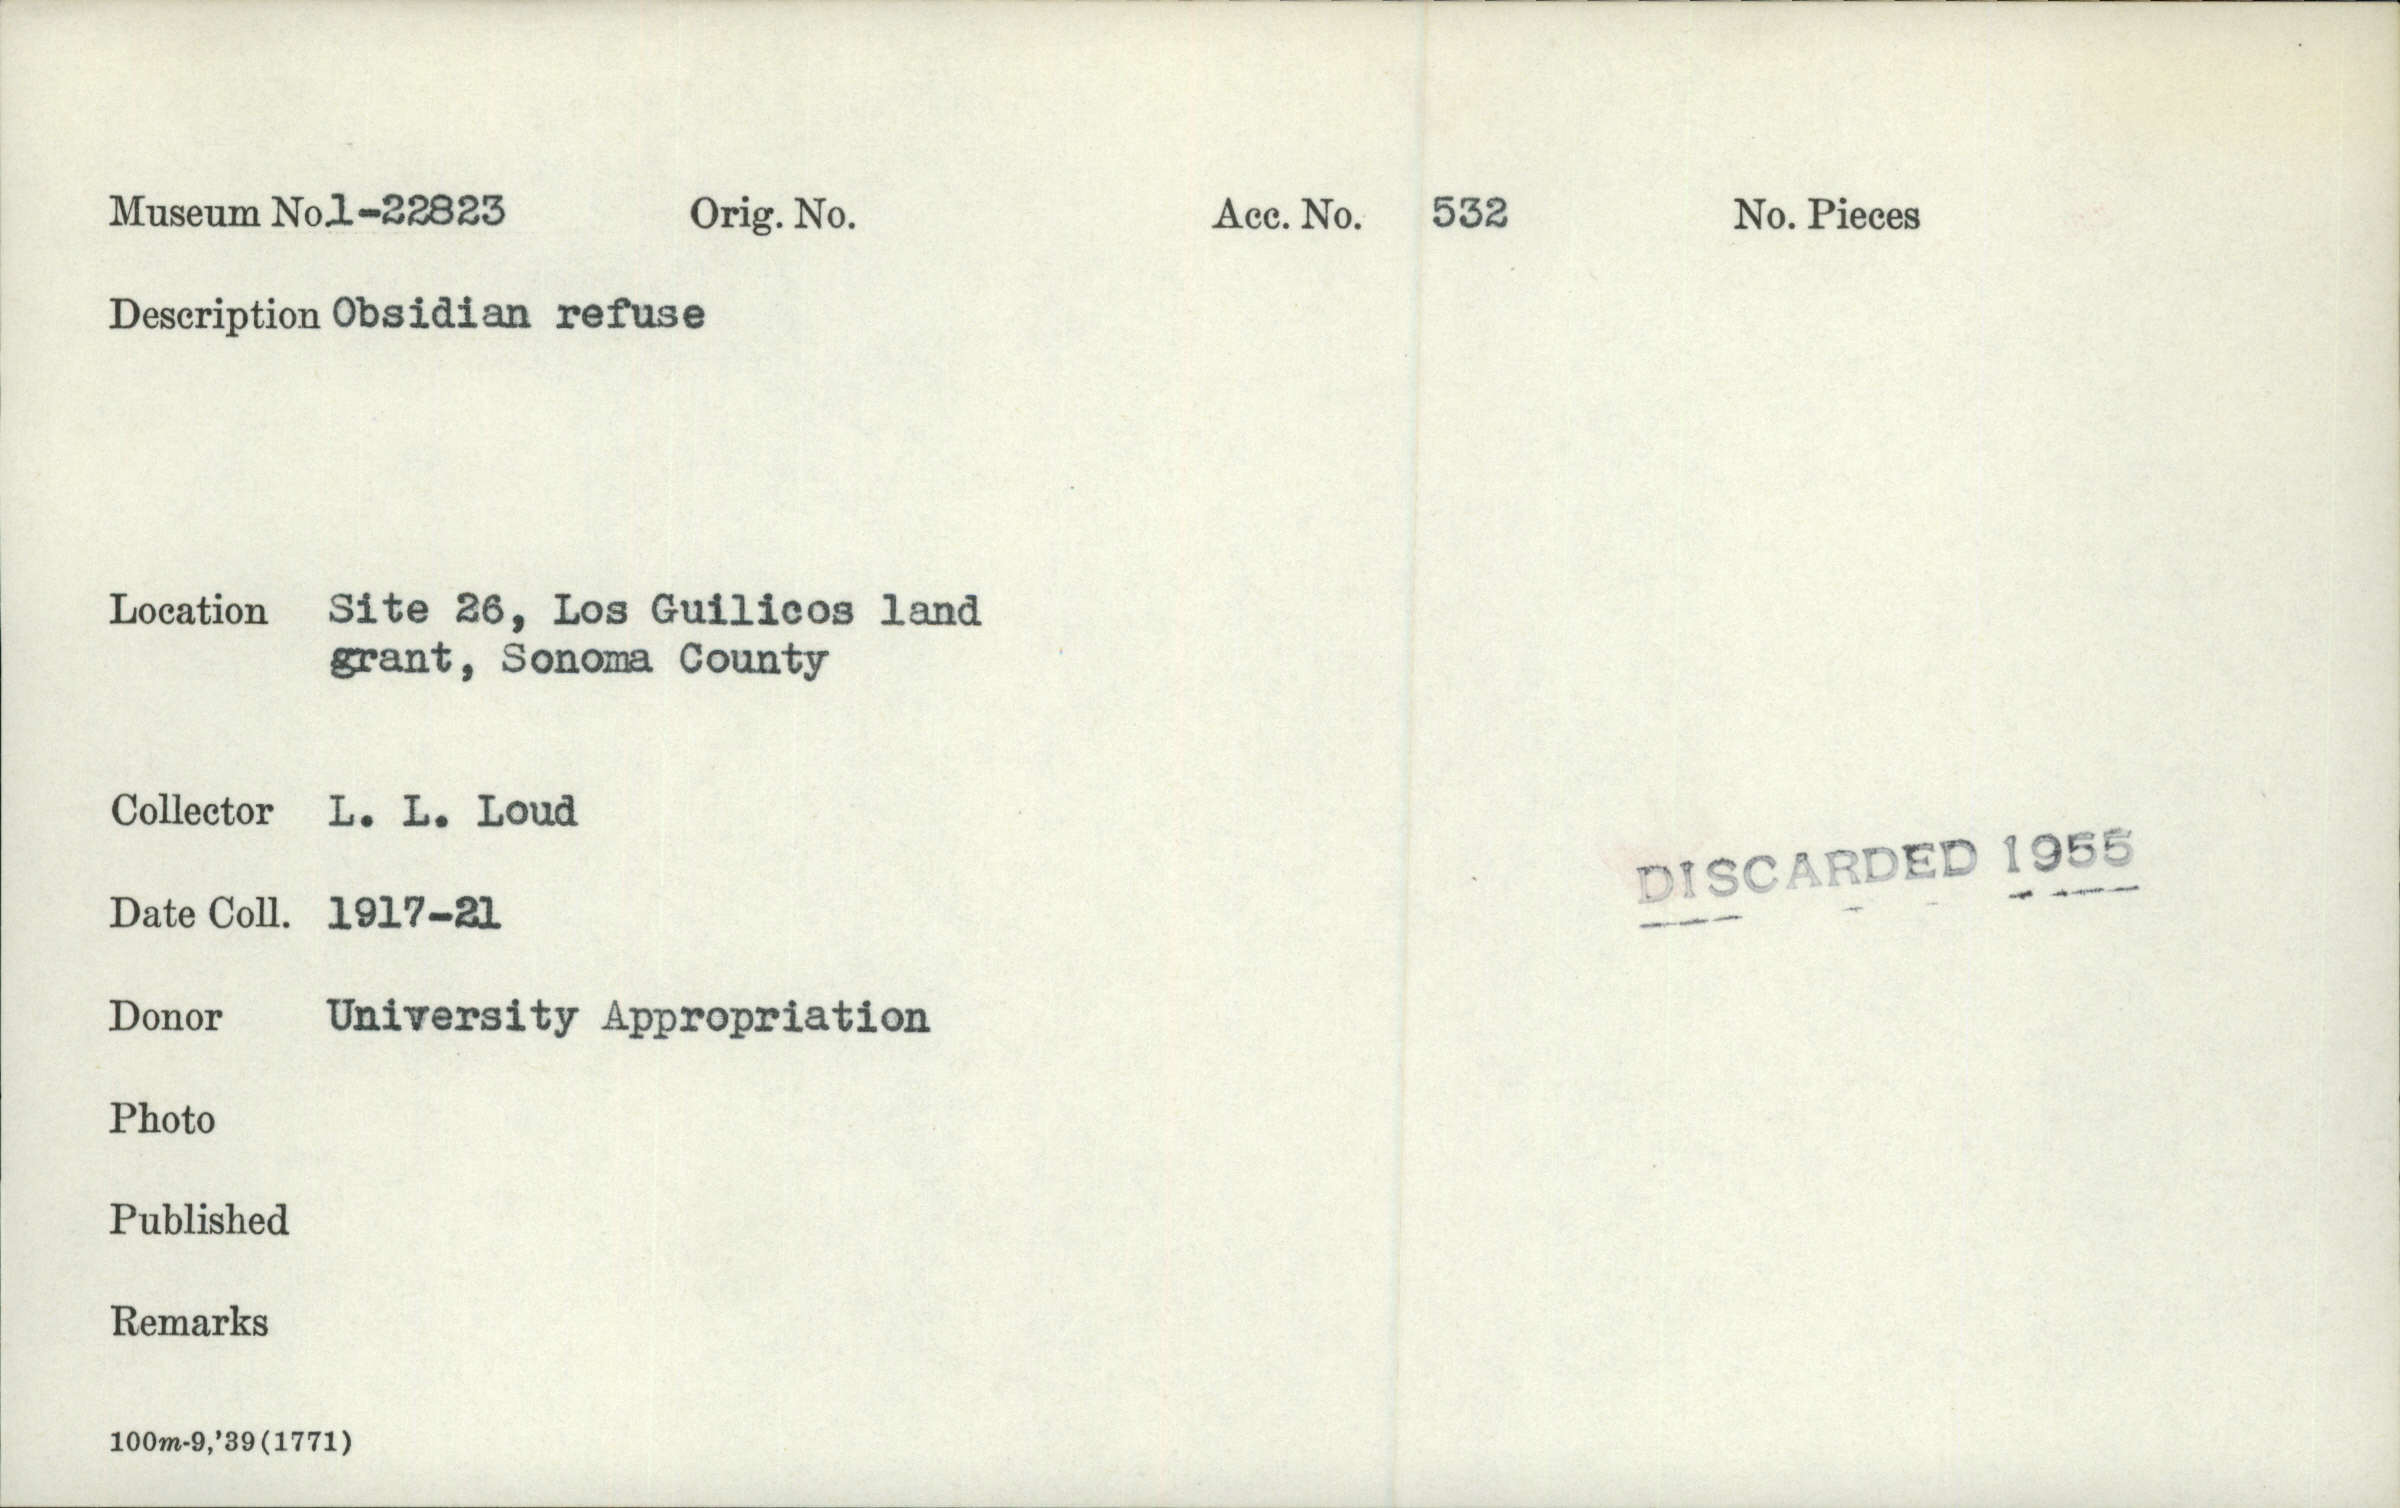 Museum No. 1-22823 Orig. No. Acc. No. 532 No. Pieces
Description Obsidian refuse
Location Site 26, Los Guilicos land
grant, Sonoma County
Collector L. L. Loud
DISCARDED 1955
Date Coll. 1917-21
Donor University Appropriation
Photo
Published
Remarks
100m-9,'39(1771)